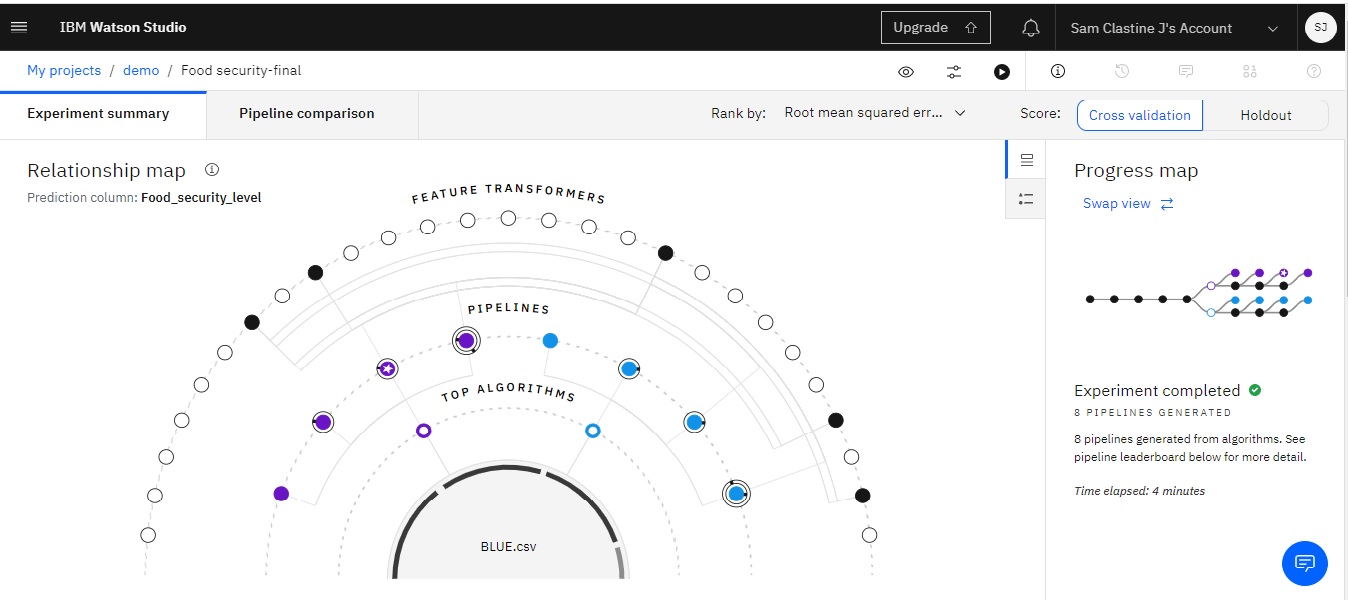 IBM Watson Studio
Upgrade
Sam Clastine J's Account
SJ
My projects / demo / Food security-final
Experiment summary
Pipeline comparison
Rank by: Root mean squared err...
Score: Cross validation Holdout
Relationship map
Prediction column: Food_security_level
FEATURE TRANSFORMERS
PIPELINES
TOP ALGORITHMS
BLUE.csv
Progress map
Swap view
Experiment completed
8 PIPELINES GENERATED
8 pipelines generated from algorithms. See
pipeline leaderboard below for more detail.
Time elapsed: 4 minutes